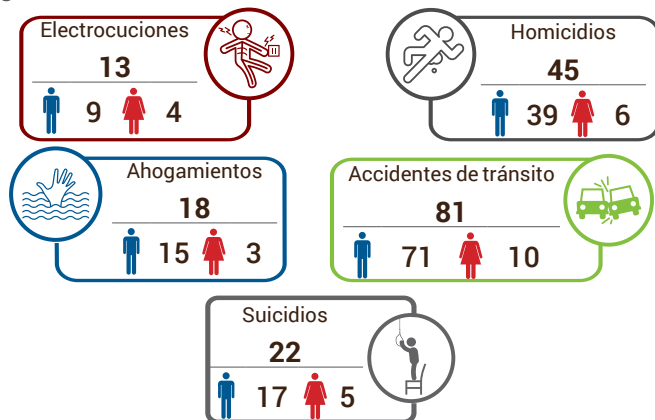 Electrocuciones
13
9 4
Homicidios
45
39 6
Ahogamientos
18
15 3
Accidentes de tránsito
81
71 10
Suicidios
22
17 5